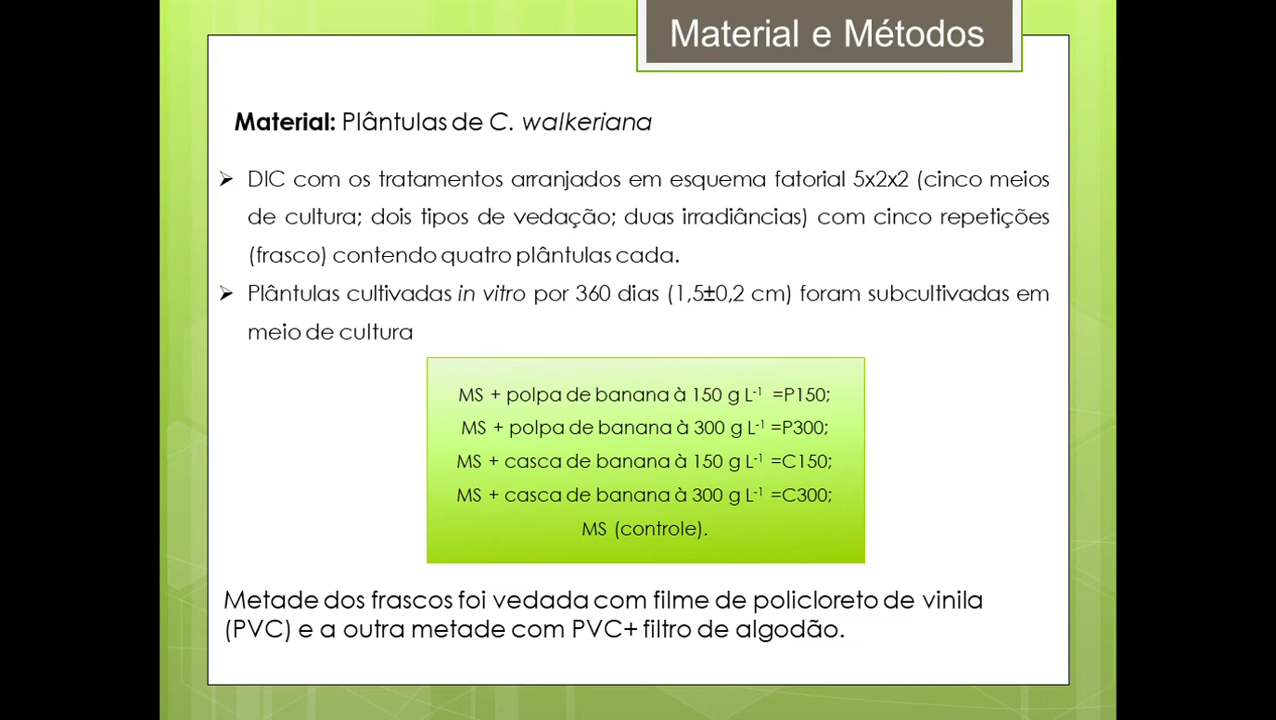 Material e Métodos
Material: Plântulas de C. walkeriana
➢ DIC com os tratamentos arranjados em esquema fatorial 5x2x2 (cinco meios
de cultura; dois tipos de vedação; duas irradiâncias) com cinco repetições
(frasco) contendo quatro plântulas cada.
➢ Plântulas cultivadas in vitro por 360 dias (1,5±0,2 cm) foram subcultivadas em
meio de cultura
MS + polpa de banana à 150 g L⁻¹ =P150;
MS + polpa de banana à 300 g L⁻¹ =P300;
MS + casca de banana à 150 g L⁻¹ =C150;
MS + casca de banana à 300 g L⁻¹ =C300;
MS (controle).
Metade dos frascos foi vedada com filme de policloreto de vinila
(PVC) e a outra metade com PVC+ filtro de algodão.